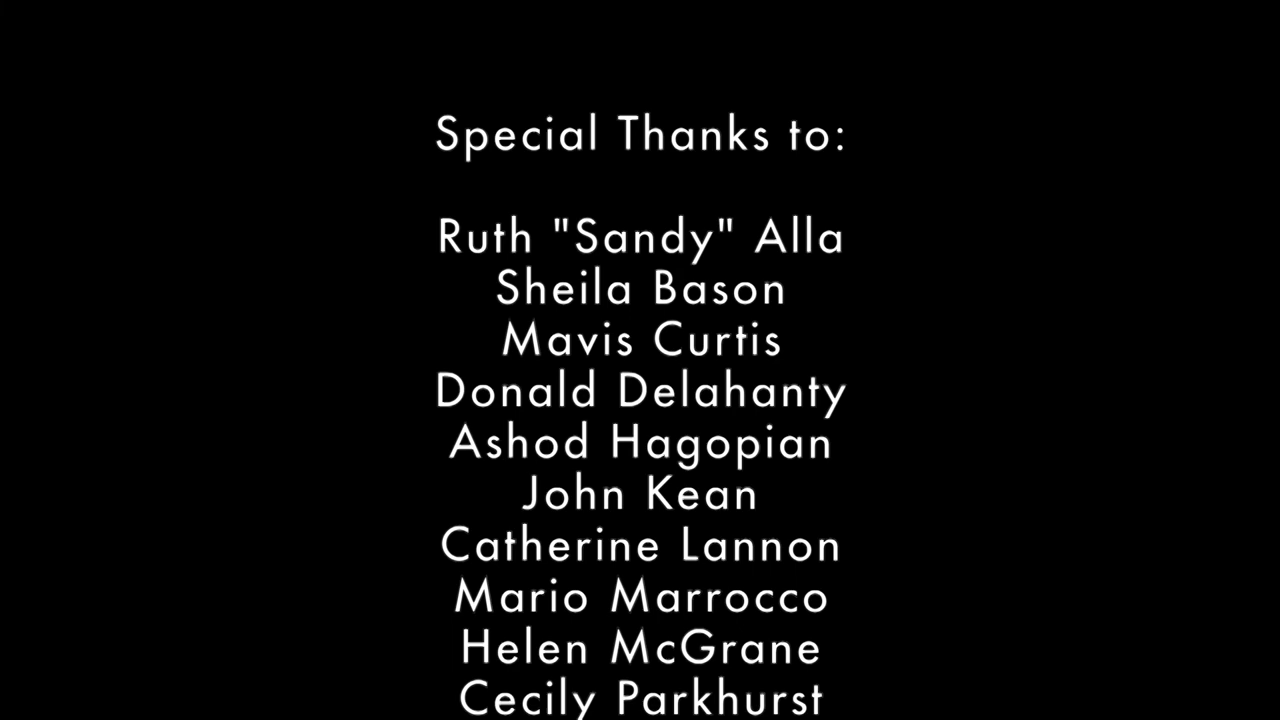 Special Thanks to:
Ruth "Sandy" Alla
Sheila Bason
Mavis Curtis
Donald Delahanty
Ashod Hagopian
John Kean
Catherine Lannon
Mario Marrocco
Helen McGrane
Cecily Parkhurst